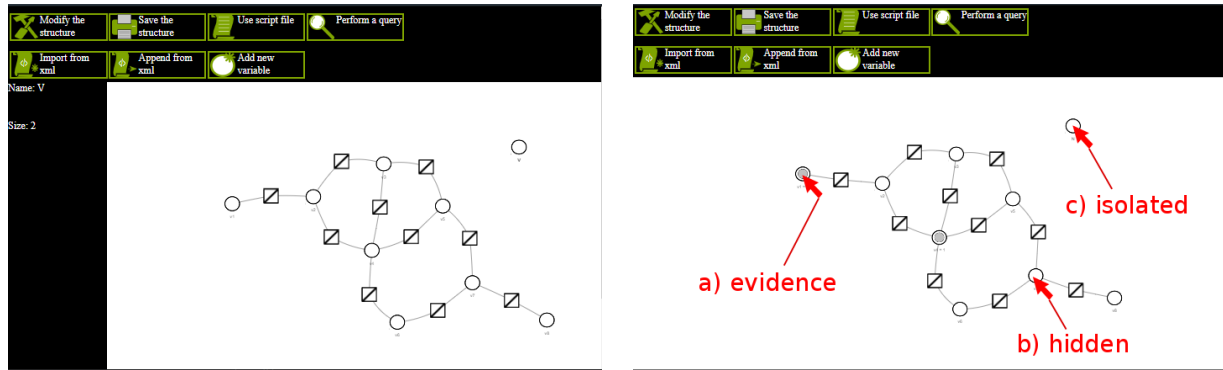 Modify the
structure
Save the
structure
Use script file
Perform a query
Import from
xml
Append from
xml
Add new
variable
Name: V
Size: 2
Modify the
structure
Save the
structure
Use script file
Perform a query
Import from
xml
Append from
xml
Add new
variable
a) evidence
b) hidden
c) isolated